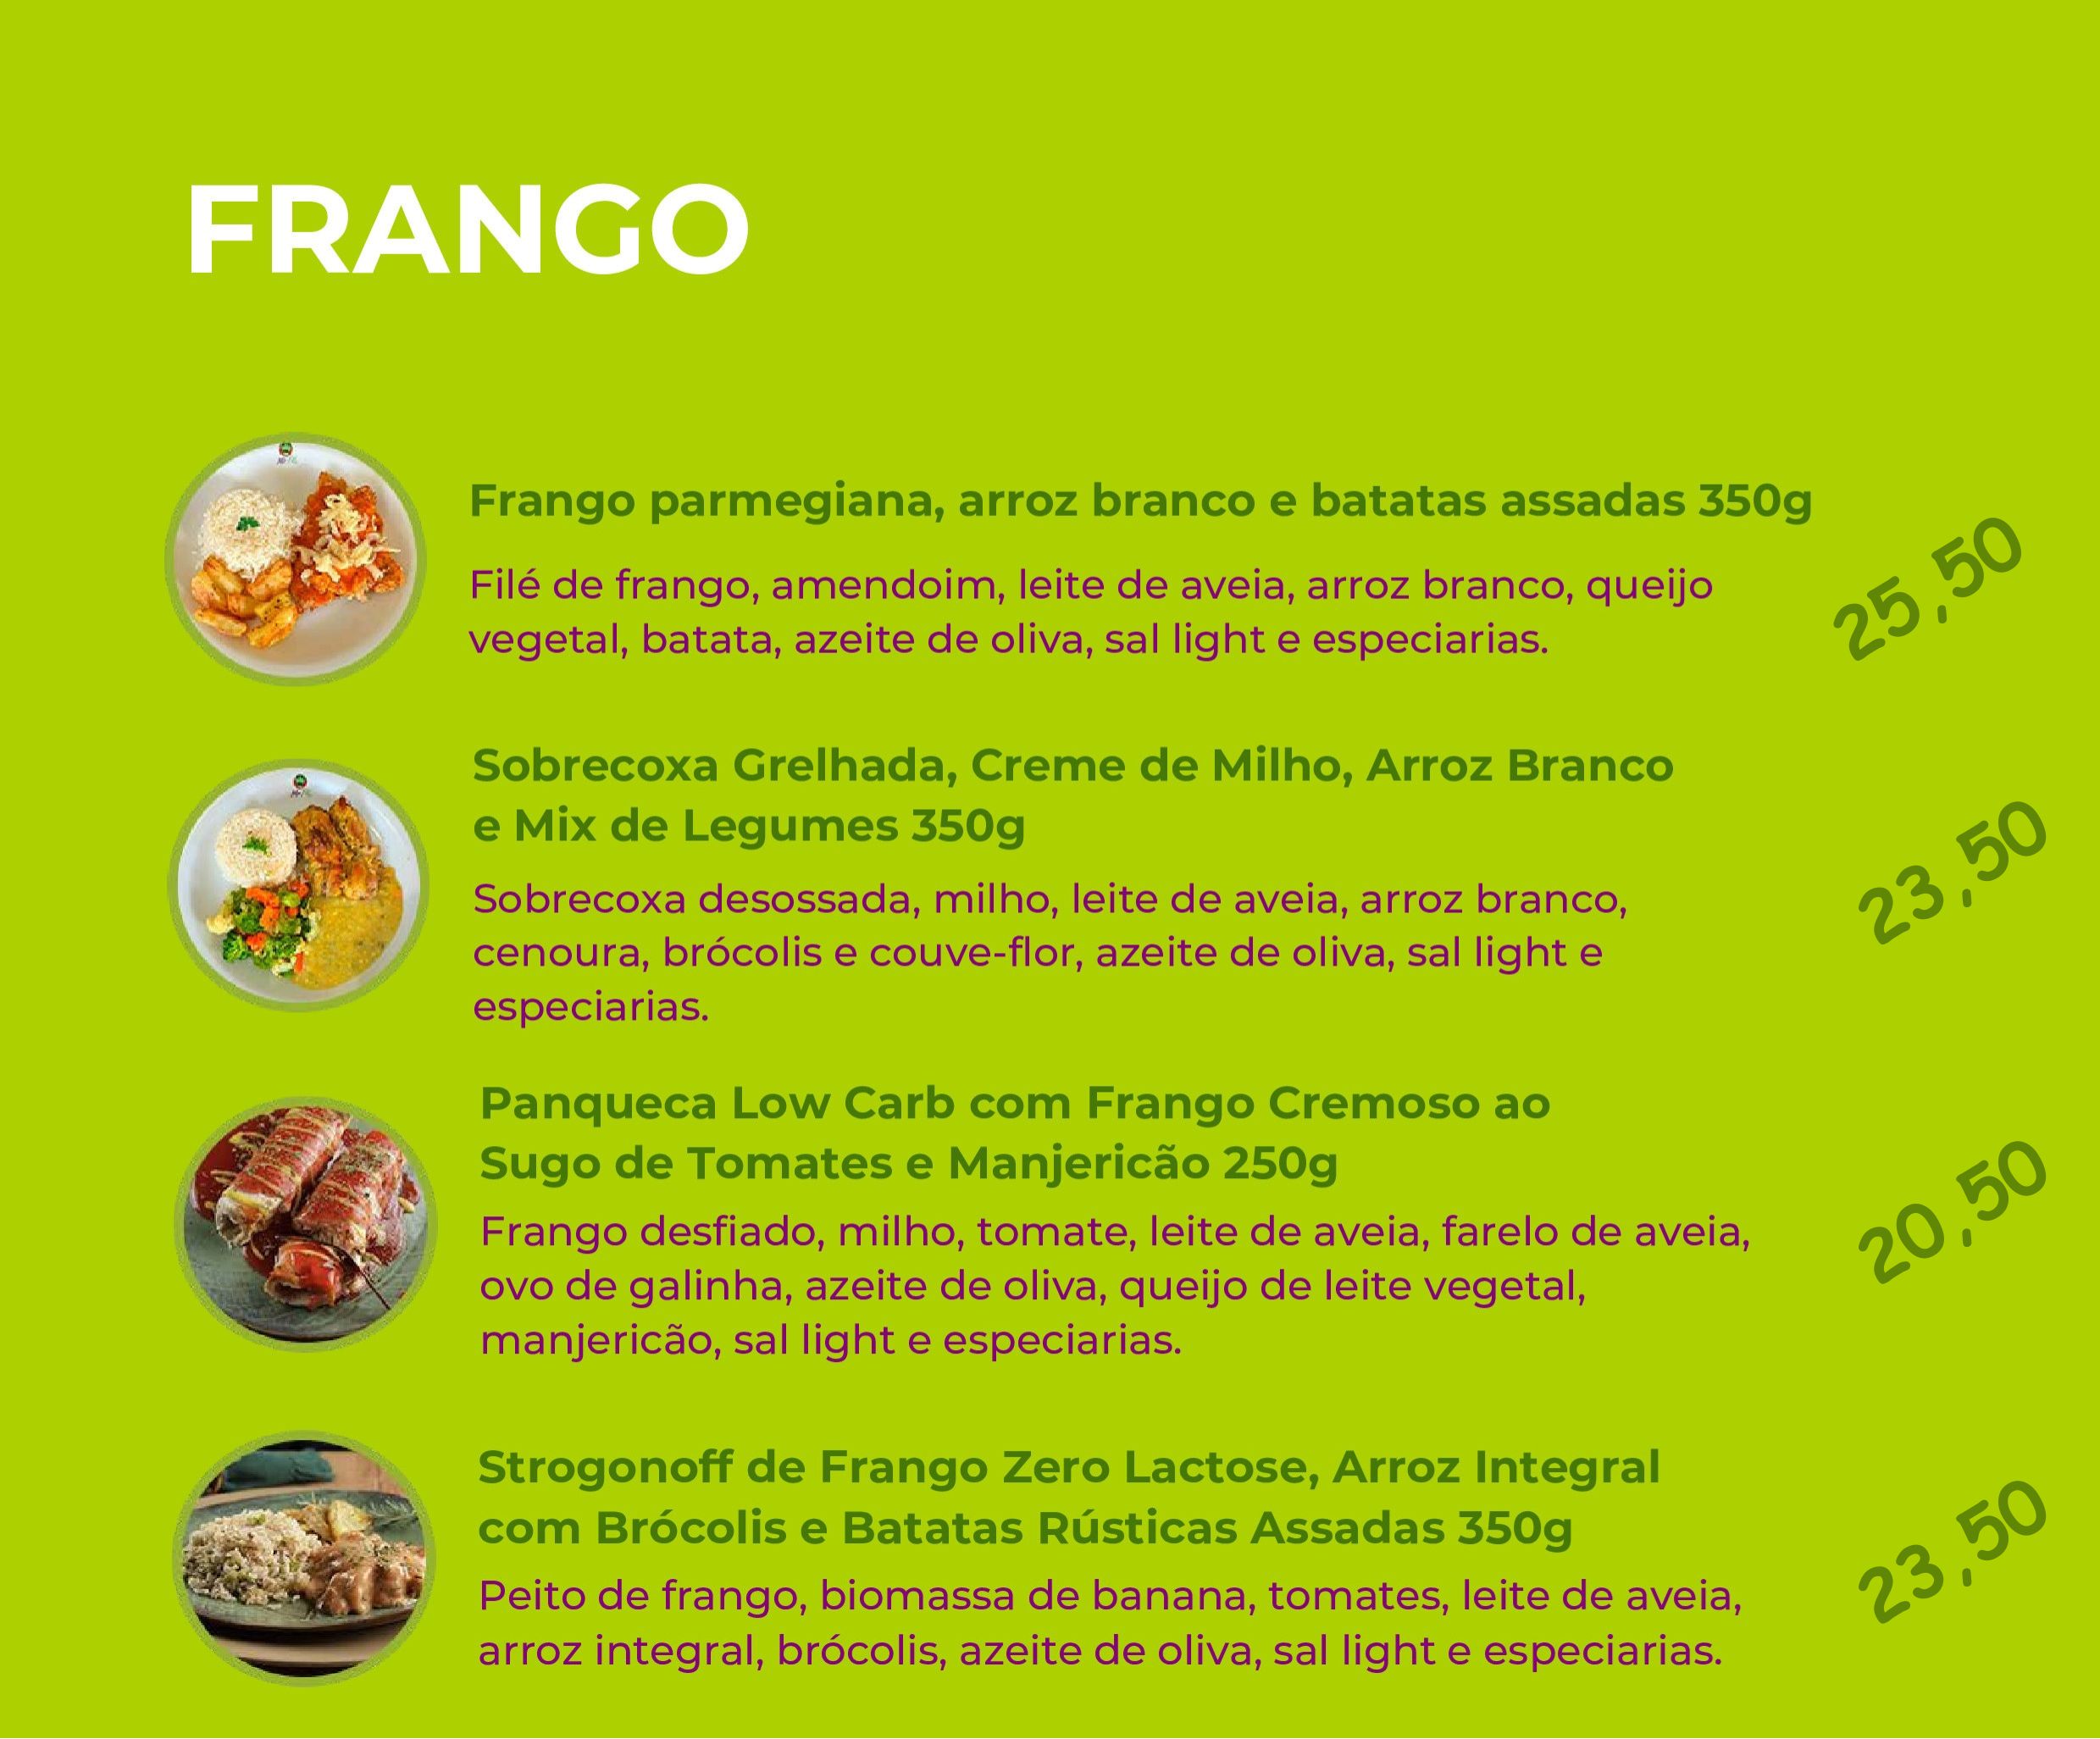 FRANGO
Frango parmegiana, arroz branco e batatas assadas 350g
Filé de frango, amendoim, leite de aveia, arroz branco, queijo
vegetal, batata, azeite de oliva, sal light e especiarias.
25,50
Sobrecoxa Grelhada, Creme de Milho, Arroz Branco
e Mix de Legumes 350g
Sobrecoxa desossada, milho, leite de aveia, arroz branco,
cenoura, brócolis e couve-flor, azeite de oliva, sal light e
especiarias.
23,50
Panqueca Low Carb com Frango Cremoso ao
Sugo de Tomates e Manjericão 250g
Frango desfiado, milho, tomate, leite de aveia, farelo de aveia,
ovo de galinha, azeite de oliva, queijo de leite vegetal,
manjericão, sal light e especiarias.
20,50
Strogonoff de Frango Zero Lactose, Arroz Integral
com Brócolis e Batatas Rústicas Assadas 350g
Peito de frango, biomassa de banana, tomates, leite de aveia,
arroz integral, brócolis, azeite de oliva, sal light e especiarias.
23,50